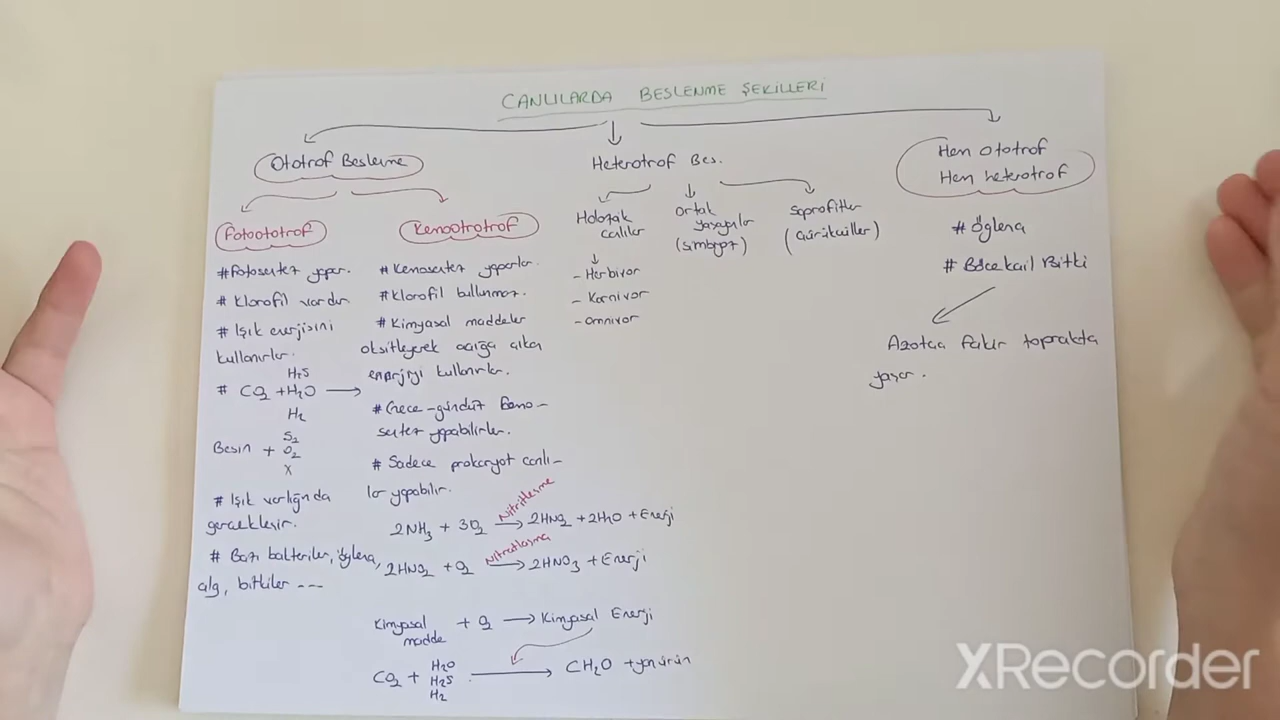 CANLILARDA BESLENME ŞEKİLLERİ
Ototrof Beslenme
Fotoototrof
#Fotosentez yapar.
# Klorofil vardır
# Işık enerjisini
kullanırlar.
H₂S
# CO₂ + H₂O →
H₂
S₂
Besin + O₂
X
# Işık varlığında
gerçekleşir.
# Bazı bakteriler, öglena,
alg, bitkiler ---
Kemoototrof
# Kemosentez yaparlar.
#Klorofil bulunmaz.
# Kimyasal maddeler
oksitleyerek açığa çıkan
enerjiyi kullanırlar.
# Gece-gündüz kemo-
sentez yapabilirler.
# Sadece prokaryot canlı-
lar yapabilir.
Nitritleşme
2NH₃ + 3O₂ → 2HNO₂ + 2H₂O + Enerji
Nitratlaşma
2HNO₂ + O₂ → 2HNO₃ + Enerji
Kimyasal + O₂ → Kimyasal Enerji
madde
H₂O
CO₂ + H₂S → CH₂O + yan ürün
H₂
Heterotrof Bes.
Holozoik
canlılar
↓
- Herbivor
- Karnivor
- Omnivor
Ortak
yaşayanlar
(simbiyoz)
Saprofitler
(Çürükçüller)
Hem ototrof
Hem heterotrof
# Öglena
# Böcekcil Bitki
Azotça fakir toprakta
yaşar.
XRecorder